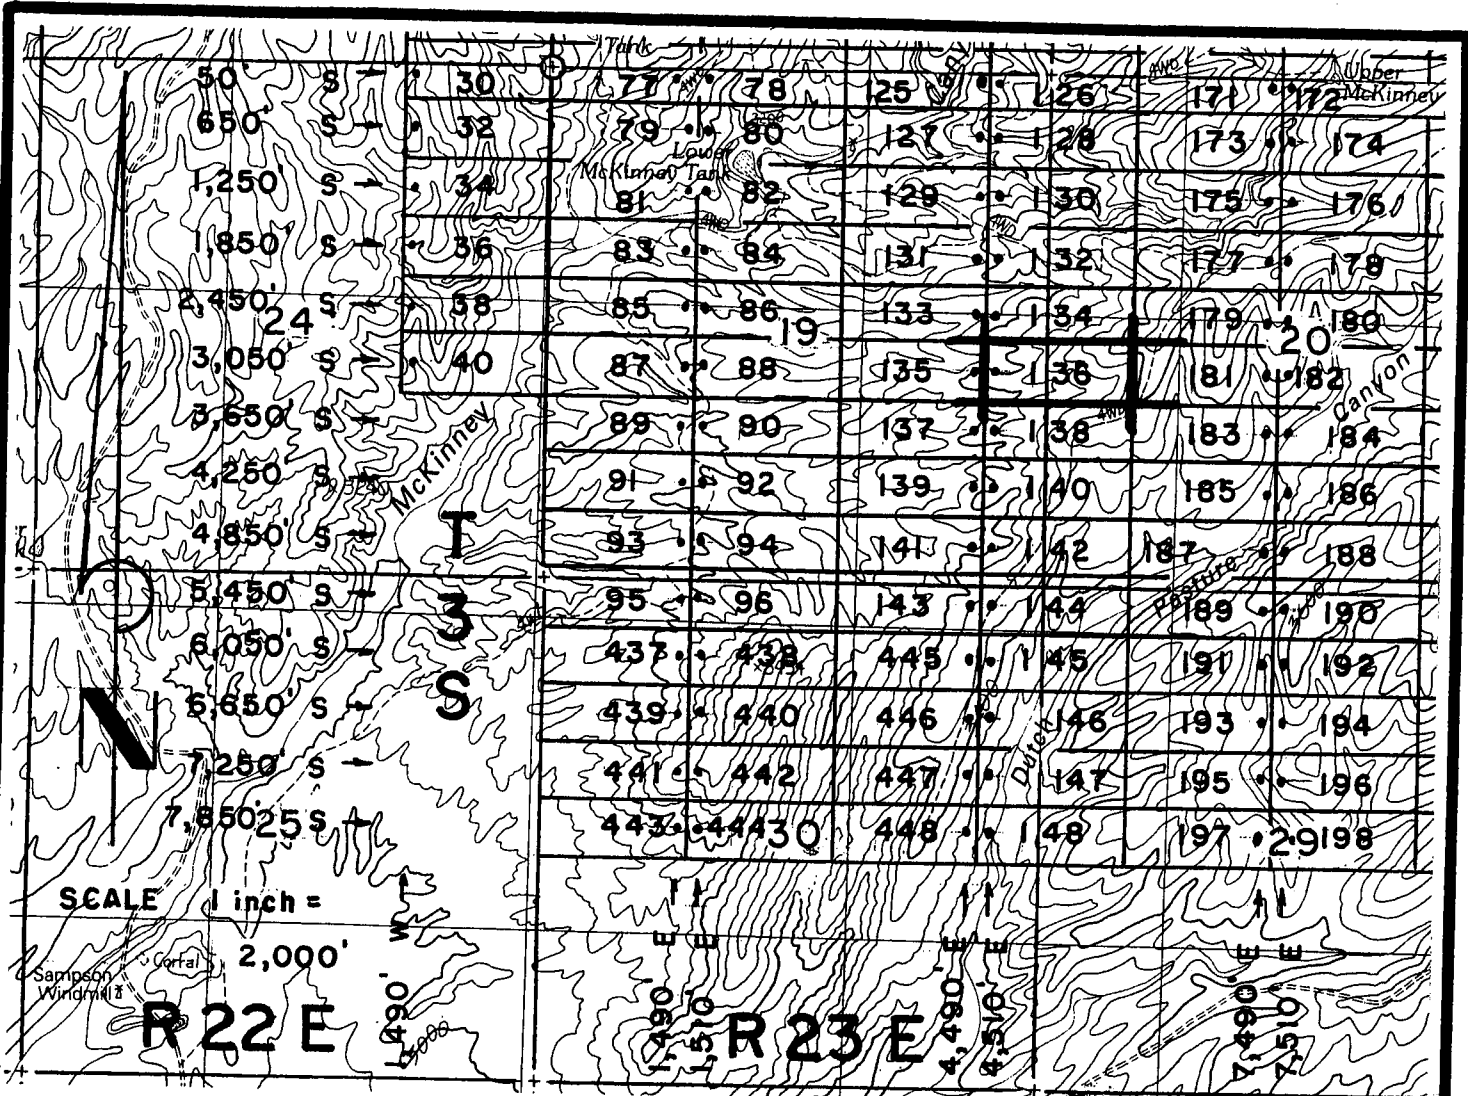 Tank
50' S 30 77 78 125 Cany 126 4WD 171 172 Upper
McKinney
650' S 32 79 80 127 128 173 174
Lower
McKinney Tank
1,250' S 34 81 82 129 130 175 176
4WD 4WD
1,850' S 36 83 84 131 132 177 178
2,450' S 38 85 86 133 134 179 180
24 19 20
3,050' S 40 87 88 135 136 181 182
Canyon
3,650' S McKinney 89 90 137 138 4WD 183 184
4,250' S 91 92 139 140 185 186
4,850' S 93 94 141 142 187 188
T
5,450' S 95 96 143 144 Pasture 189 190
3
6,050' S 437 438 445 145 191 192
S
6,650' S 439 440 446 146 193 194
N
7,250' S 441 442 447 Dutch 147 195 196
7,850' 25 S 443 444 30 448 148 197 29 198
SCALE 1 inch =
2,000'
Corral
Sampson
Windmill
R 22 E
1,490' W
5000
1,490' E
1,510' E
R 23 E
4,490' E
4,510' E
7,490' E
7,510 E